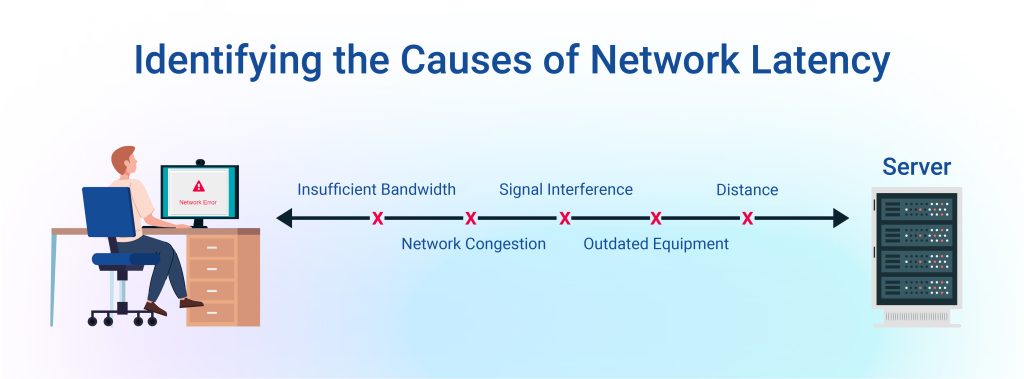 Identifying the Causes of Network Latency
Server
Network Error
Insufficient Bandwidth
Signal Interference
Distance
X X X X X
Network Congestion
Outdated Equipment